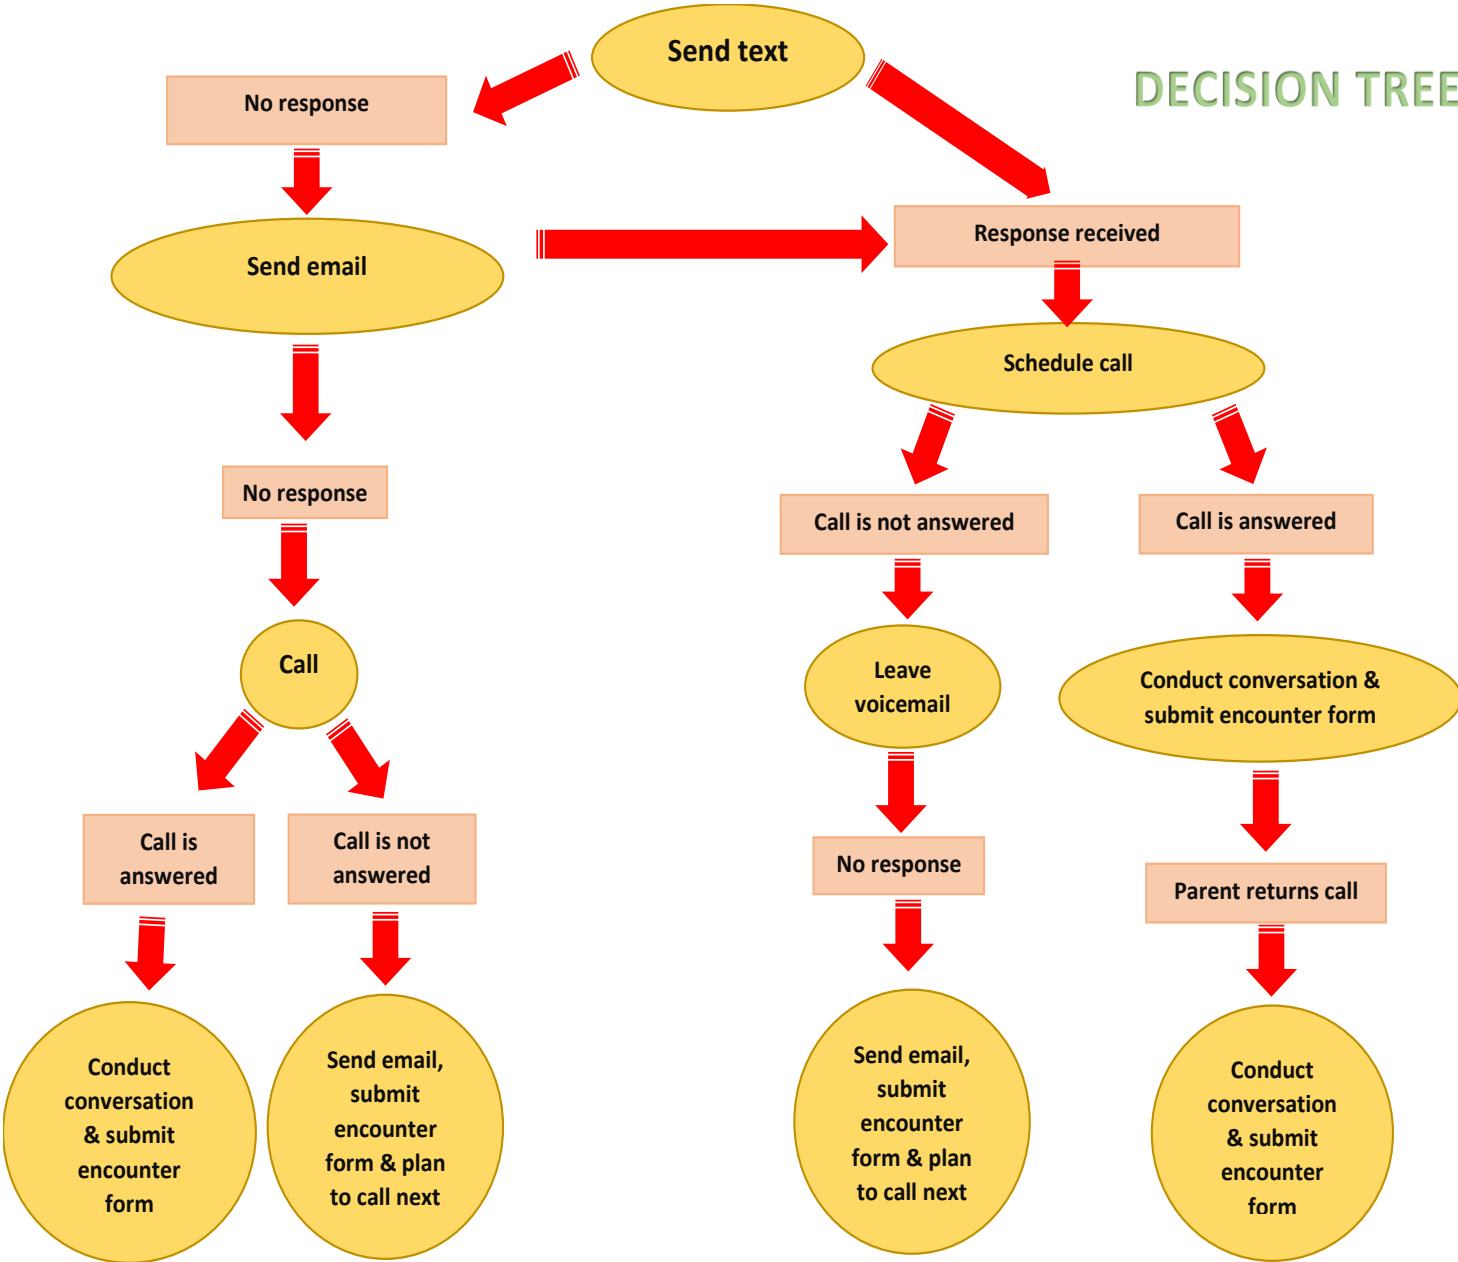 Send text
DECISION TREE
No response
Response received
Send email
Schedule call
No response
Call is not answered
Call is answered
Call
Leave
voicemail
Conduct conversation &
submit encounter form
Call is
answered
Call is not
answered
No response
Parent returns call
Conduct
conversation
& submit
encounter
form
Send email,
submit
encounter
form & plan
to call next
Send email,
submit
encounter
form & plan
to call next
Conduct
conversation
& submit
encounter
form